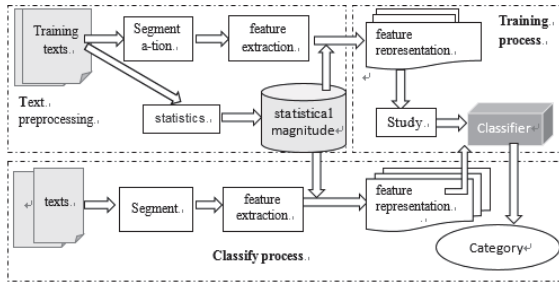 Training
texts.
Segment
a-tion.
feature
extraction.
feature
representation.
Training
process.
Text
preprocessing.
statistics.
statistical
magnitude
Study.
Classifier
texts.
Segment.
feature
extraction.
feature
representation.
Classify process.
Category